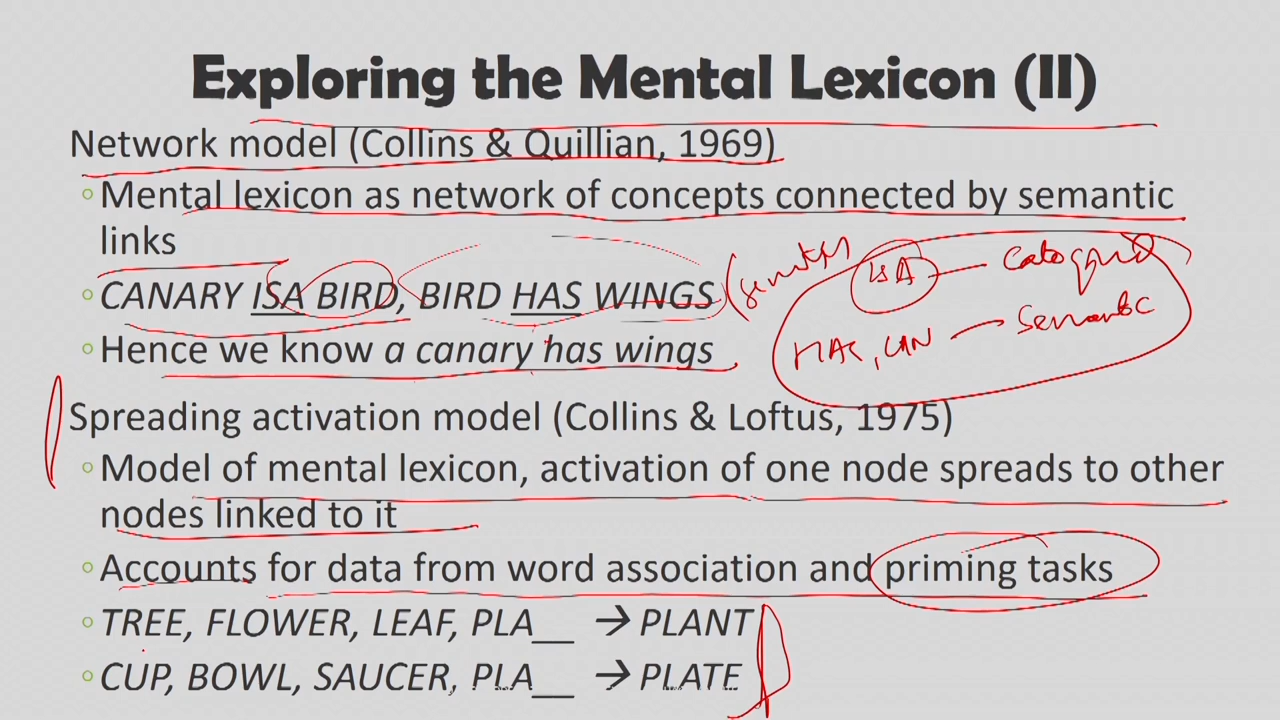 Exploring the Mental Lexicon (II)
Network model (Collins & Quillian, 1969)
Mental lexicon as network of concepts connected by semantic
links
CANARY ISA BIRD, BIRD HAS WINGS
ISA
HAS, CAN
Semantic
Hence we know a canary has wings
Spreading activation model (Collins & Loftus, 1975)
Model of mental lexicon, activation of one node spreads to other
nodes linked to it
Accounts for data from word association and priming tasks
TREE, FLOWER, LEAF, PLA__ → PLANT
CUP, BOWL, SAUCER, PLA__ → PLATE